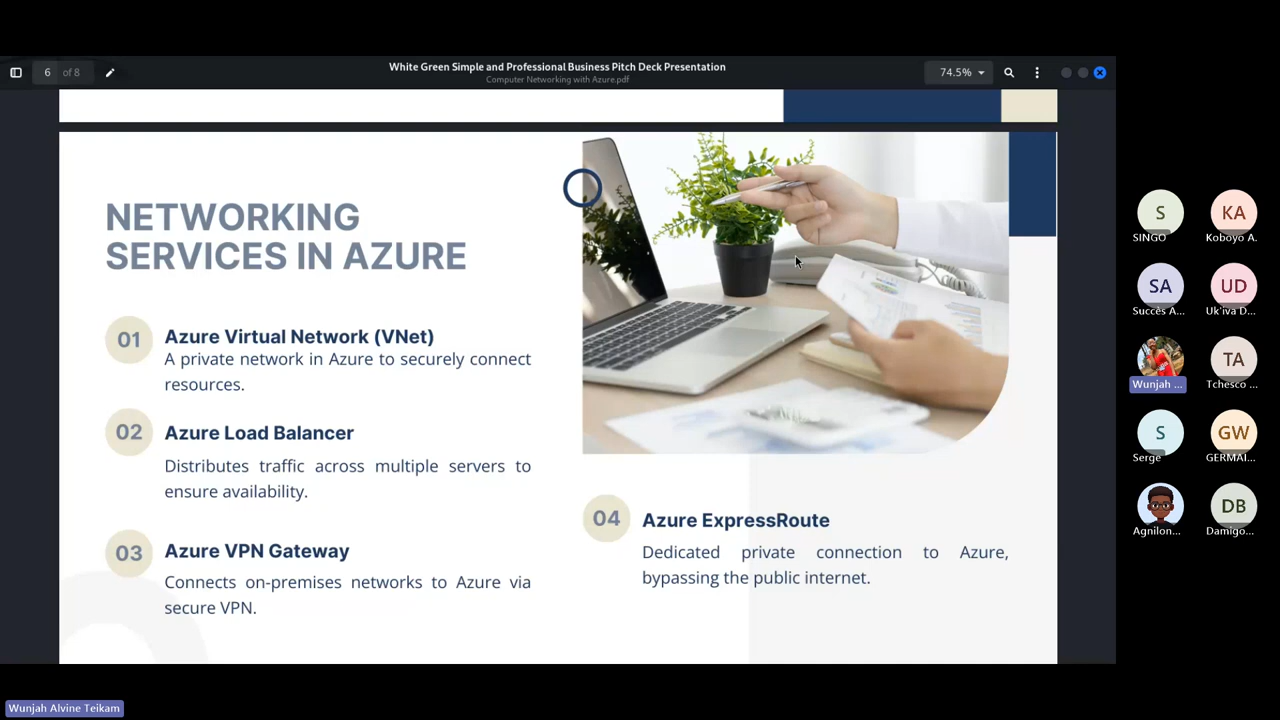 6 of 8
White Green Simple and Professional Business Pitch Deck Presentation
Computer Networking with Azure.pdf
74.5%
NETWORKING
SERVICES IN AZURE
01
Azure Virtual Network (VNet)
A private network in Azure to securely connect
resources.
02
Azure Load Balancer
Distributes traffic across multiple servers to
ensure availability.
03
Azure VPN Gateway
Connects on-premises networks to Azure via
secure VPN.
04
Azure ExpressRoute
Dedicated private connection to Azure,
bypassing the public internet.
S
SINGO
KA
Koboyo A.
SA
Succès A...
UD
Uk'iva D...
Wunjah ...
TA
Tchesco ...
S
Serge
GW
GERMAI...
Agnilon...
DB
Damigo...
Wunjah Alvine Teikam